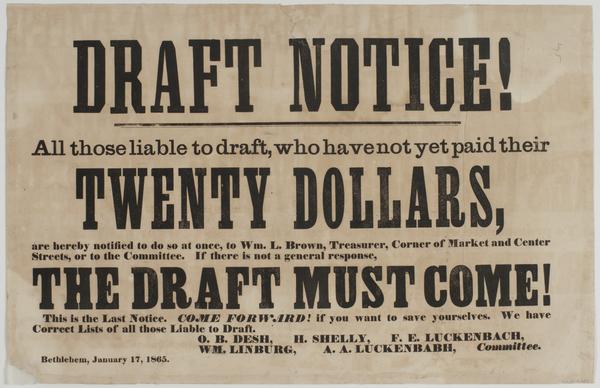 DRAFT NOTICE!
All those liable to draft, who have not yet paid their
TWENTY DOLLARS,
are hereby notified to do so at once, to Wm. L. Brown, Treasurer, Corner of Market and Center
Streets, or to the Committee. If there is not a general response,
THE DRAFT MUST COME!
This is the Last Notice. COME FORWARD! if you want to save yourselves. We have
Correct Lists of all those Liable to Draft.
O. B. DESH, H. SHELLY, F. E. LUCKENBACH,
WM. LINBURG, A. A. LUCKENBABH, Committee.
Bethlehem, January 17, 1865.